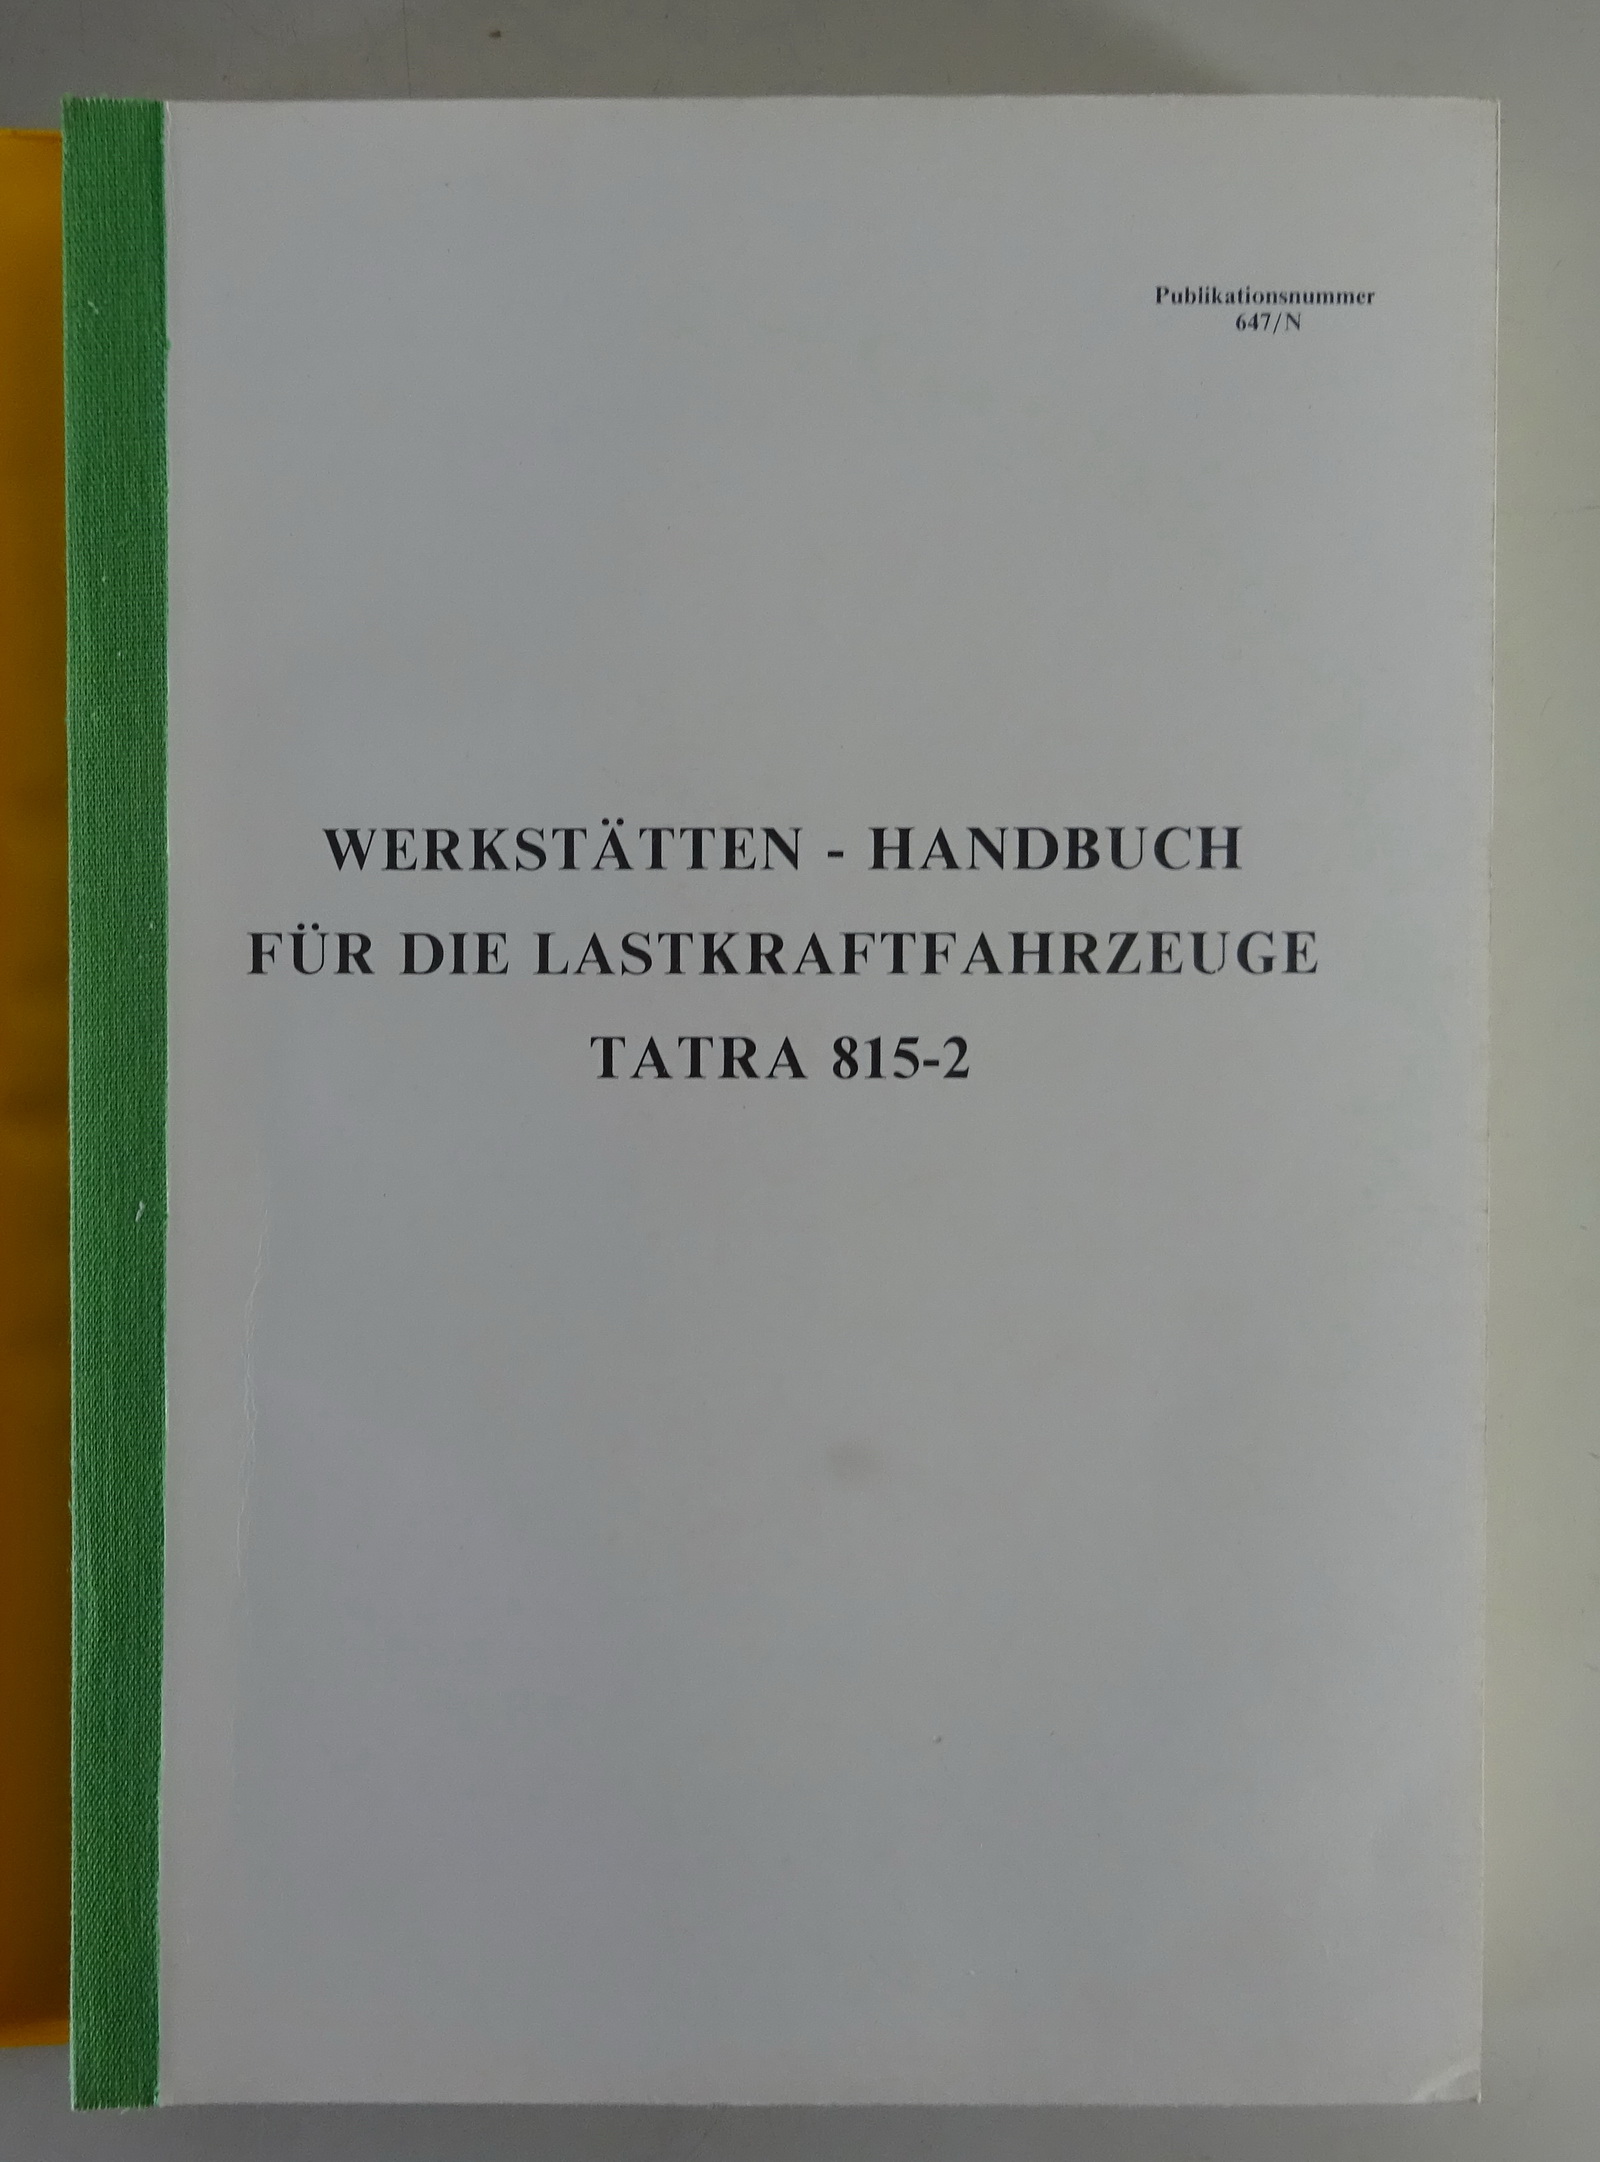 Publikationsnummer
647/N
WERKSTÄTTEN - HANDBUCH
FÜR DIE LASTKRAFTFAHRZEUGE
TATRA 815-2